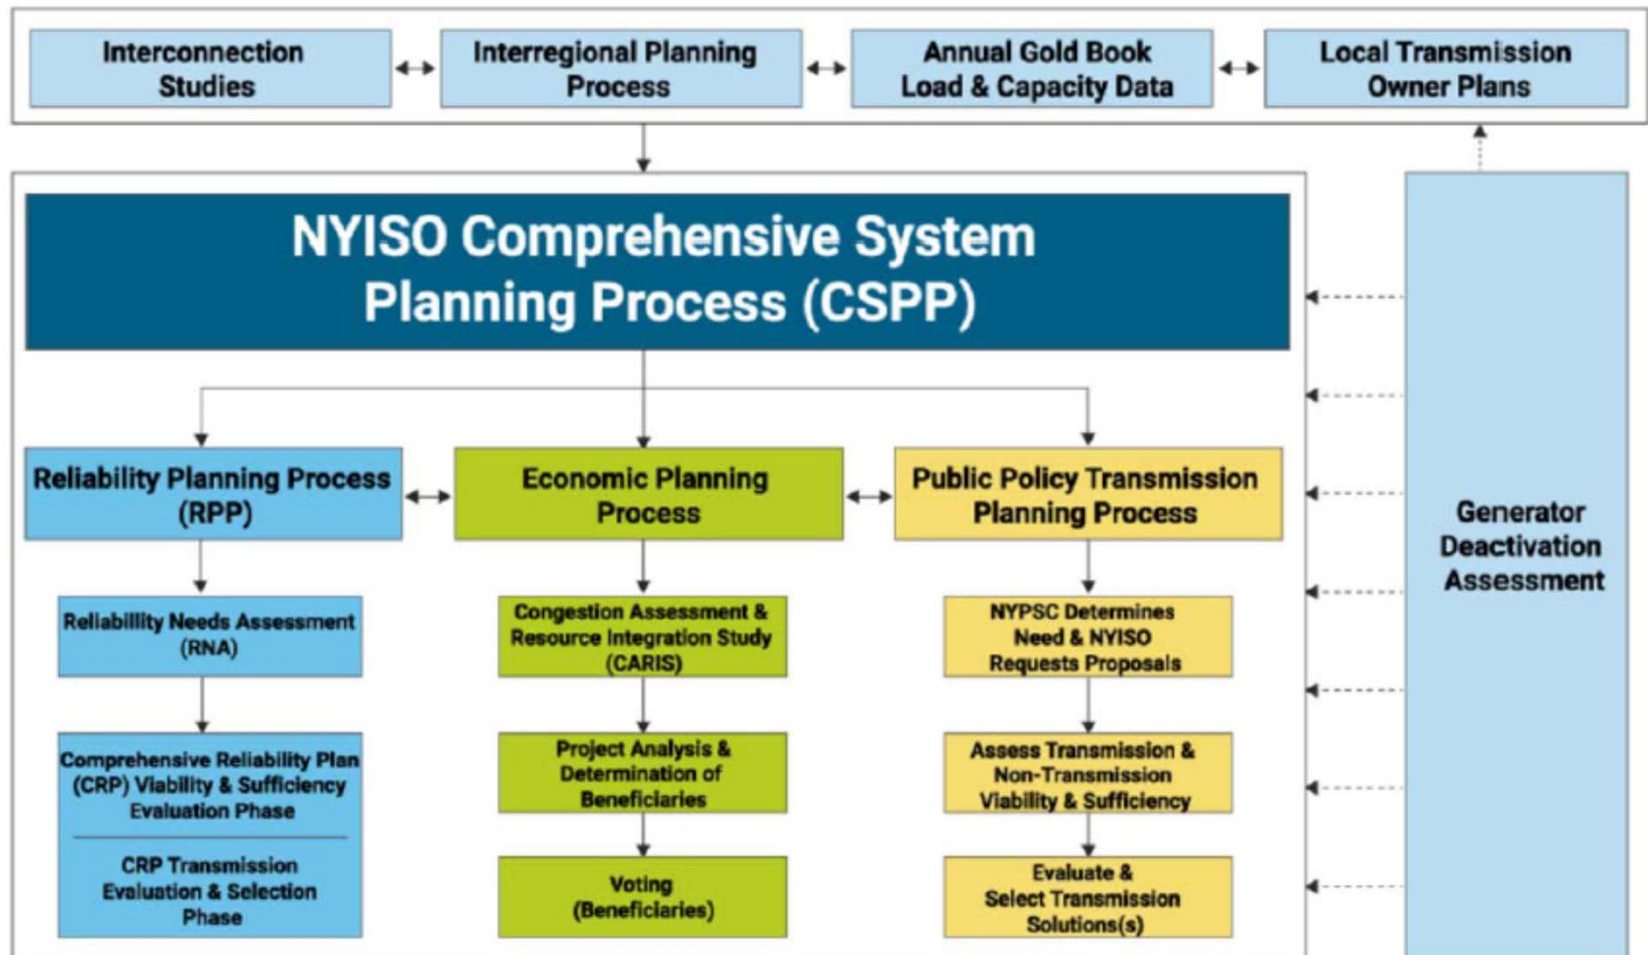 Interconnection
Studies
Interregional Planning
Process
Annual Gold Book
Load & Capacity Data
Local Transmission
Owner Plans
NYISO Comprehensive System
Planning Process (CSPP)
Reliability Planning Process
(RPP)
Economic Planning
Process
Public Policy Transmission
Planning Process
Generator
Deactivation
Assessment
Reliabillity Needs Assessment
(RNA)
Congestion Assessment &
Resource Integration Study
(CARIS)
NYPSC Determines
Need & NYISO
Requests Proposals
Comprehensive Reliability Plan
(CRP) Viability & Sufficiency
Evaluation Phase
CRP Transmission
Evaluation & Selection
Phase
Project Analysis &
Determination of
Beneficiaries
Assess Transmission &
Non-Transmission
Viability & Sufficiency
Voting
(Beneficiaries)
Evaluate &
Select Transmission
Solutions(s)